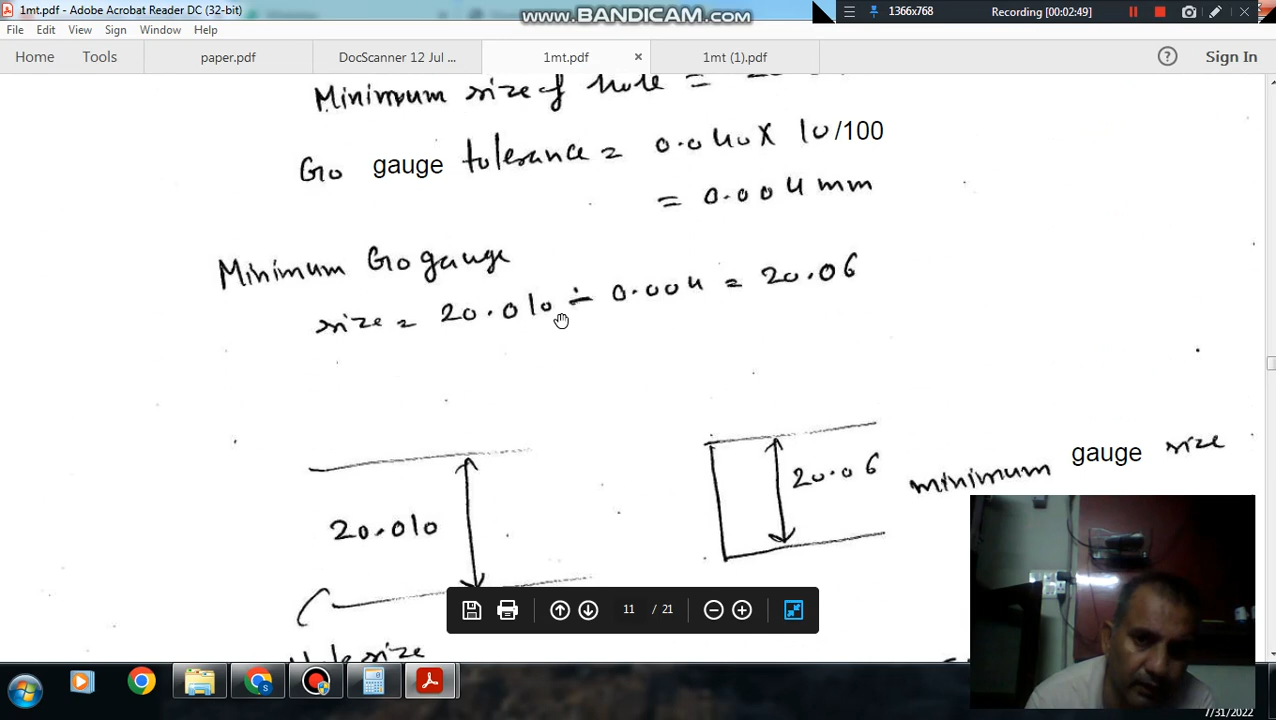 1mt.pdf - Adobe Acrobat Reader DC (32-bit)
www.BANDICAM.com
1366x768
Recording [00:02:49]
File Edit View Sign Window Help
Home Tools paper.pdf DocScanner 12 Jul ... 1mt.pdf × 1mt (1).pdf ? Sign In
Minimum size of hole =
Go gauge tolerance = 0.040 X 10/100
= 0.004 mm
Minimum Go gauge
size = 20.010 ÷ 0.004 = 20.06
20.010
20.06
minimum gauge size
11 / 21
Hole size
7/31/2022